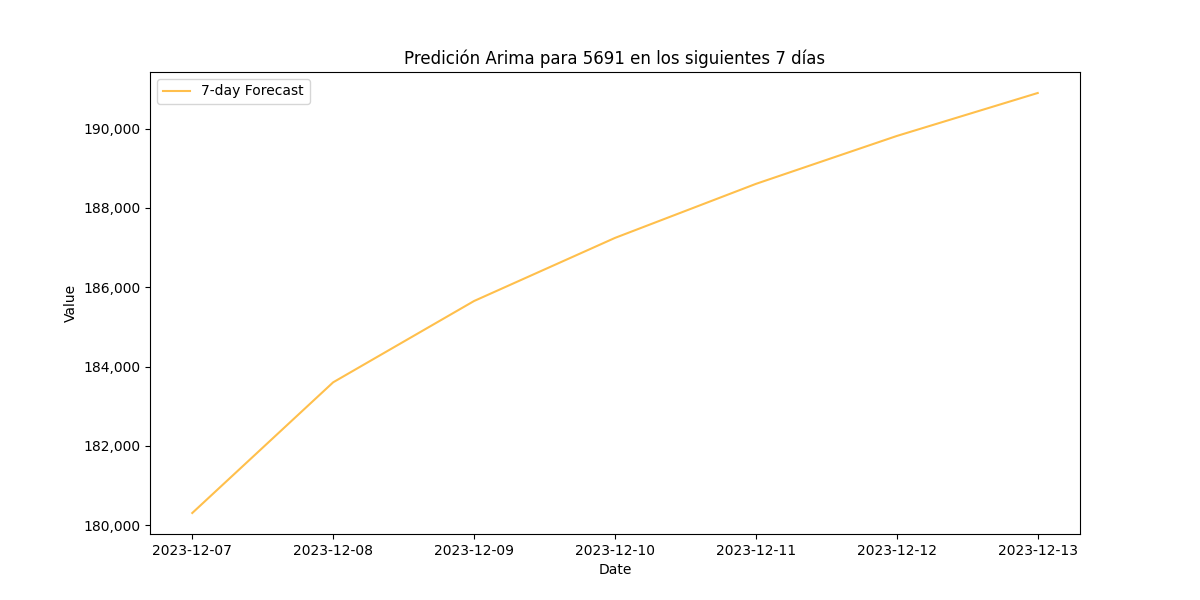 Predición Arima para 5691 en los siguientes 7 días
7-day Forecast
Value
190,000
188,000
186,000
184,000
182,000
180,000
2023-12-07 2023-12-08 2023-12-09 2023-12-10 2023-12-11 2023-12-12 2023-12-13
Date